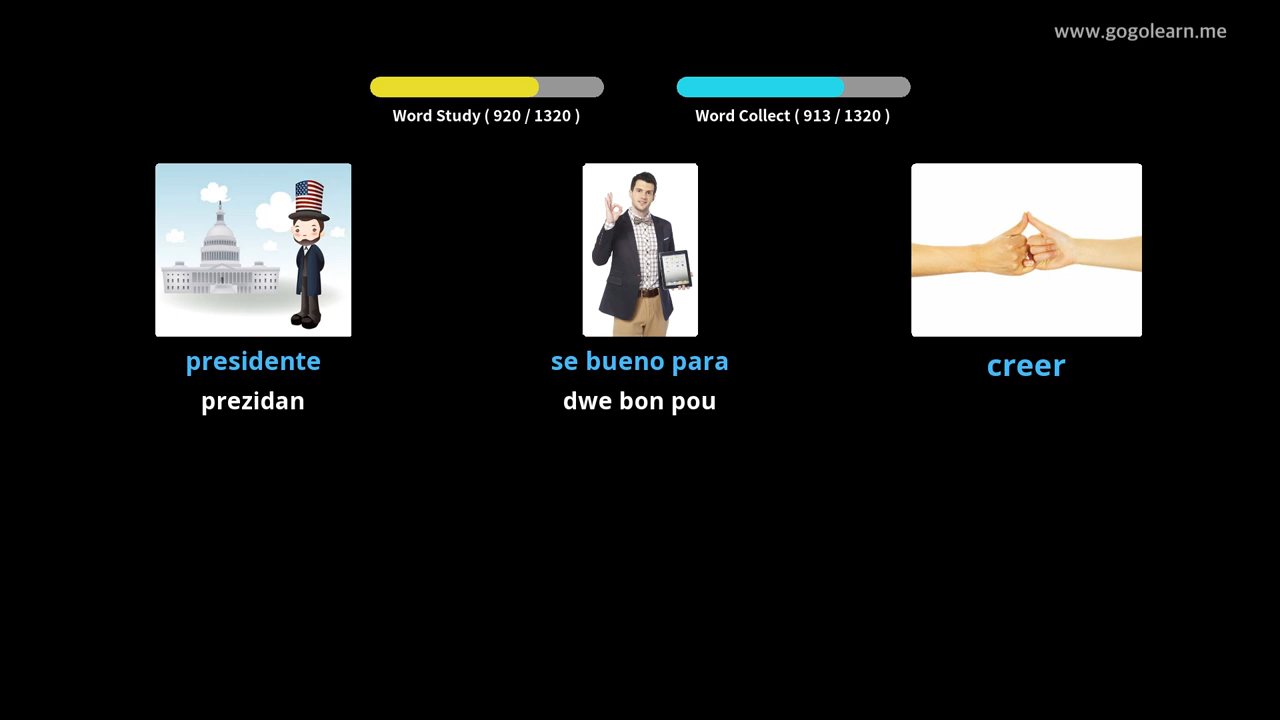 www.gogolearn.me
Word Study ( 920 / 1320 )
Word Collect ( 913 / 1320 )
presidente
prezidan
se bueno para
dwe bon pou
creer